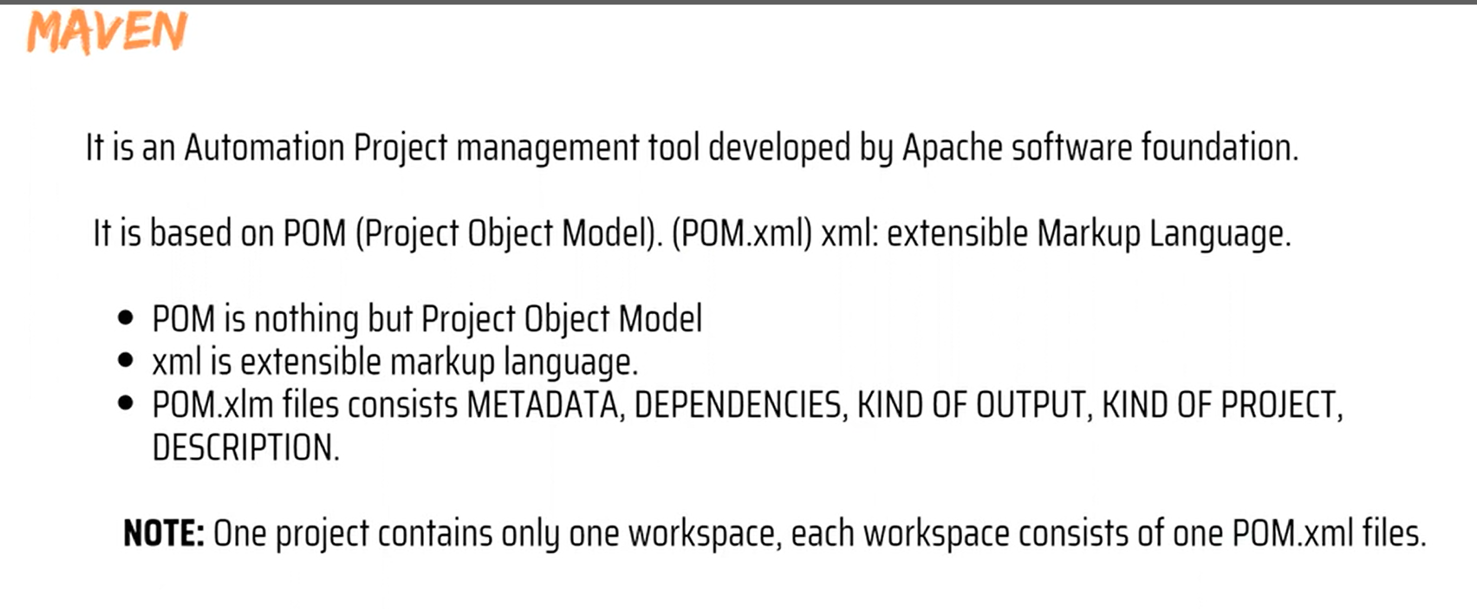 MAVEN
It is an Automation Project management tool developed by Apache software foundation.
It is based on POM (Project Object Model). (POM.xml) xml: extensible Markup Language.
• POM is nothing but Project Object Model
• xml is extensible markup language.
• POM.xlm files consists METADATA, DEPENDENCIES, KIND OF OUTPUT, KIND OF PROJECT,
DESCRIPTION.
NOTE: One project contains only one workspace, each workspace consists of one POM.xml files.